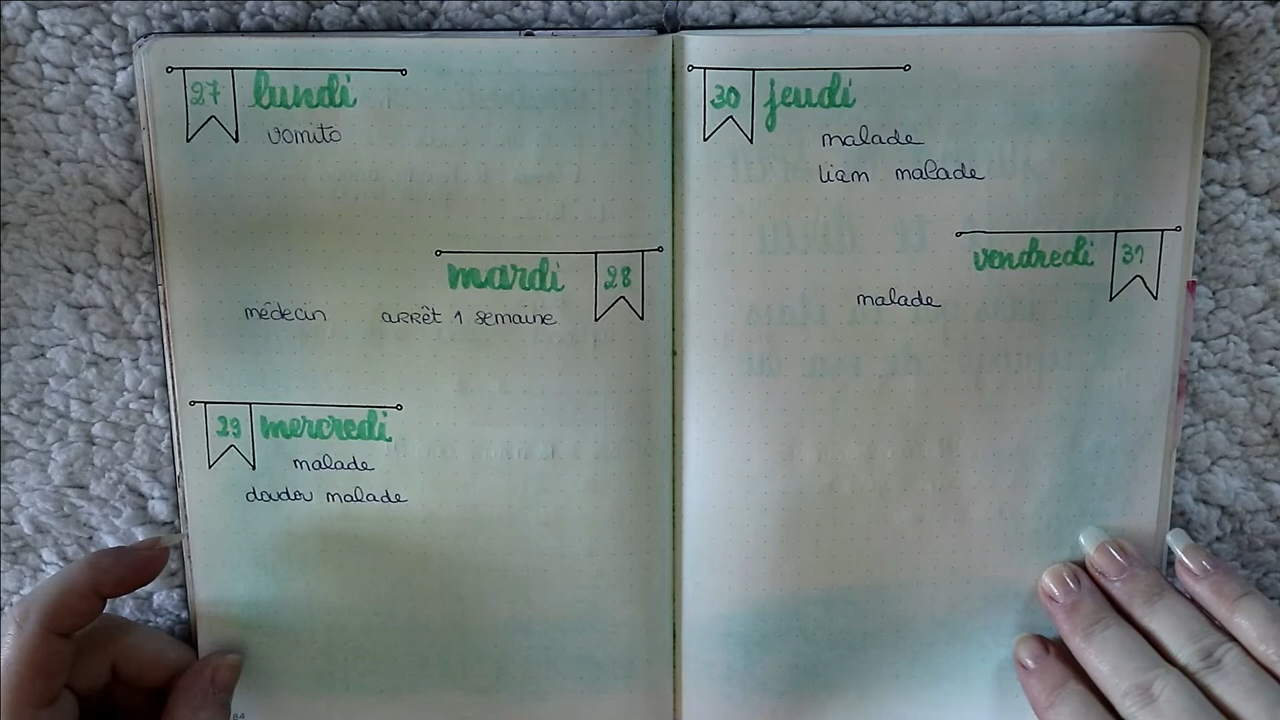 27 lundi
vomito
mardi 28
médecin arrêt 1 semaine
29 mercredi
malade
doudou malade
30 jeudi
malade
liam malade
vendredi 31
malade
84